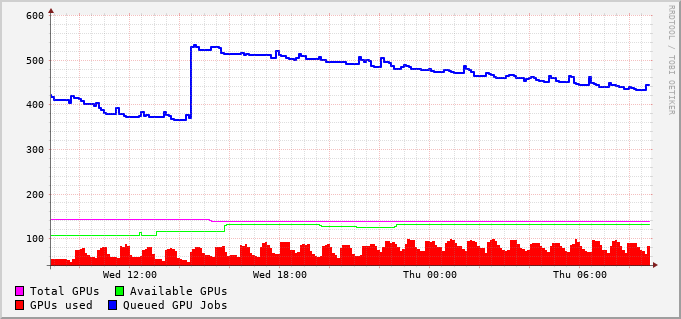 600
500
400
300
200
100
Wed 12:00 Wed 18:00 Thu 00:00 Thu 06:00
Total GPUs Available GPUs
GPUs used Queued GPU Jobs
RRDTOOL / TOBI OETIKER